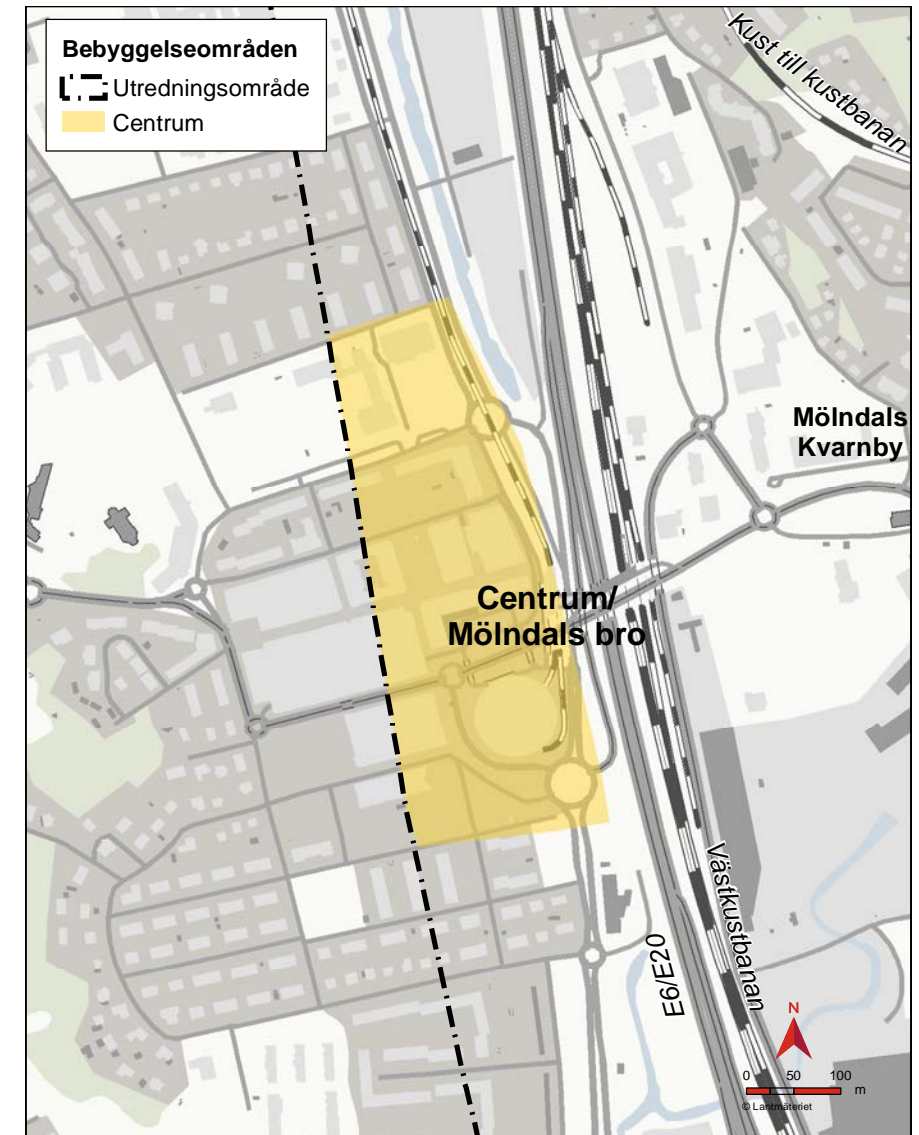 Bebyggelseområden
Utredningsområde
Centrum
Kust till kustbanan
Mölndals
Kvarnby
Centrum/
Mölndals bro
Västkustbanan
E6/E20
N
0 50 100
m
© Lantmäteriet